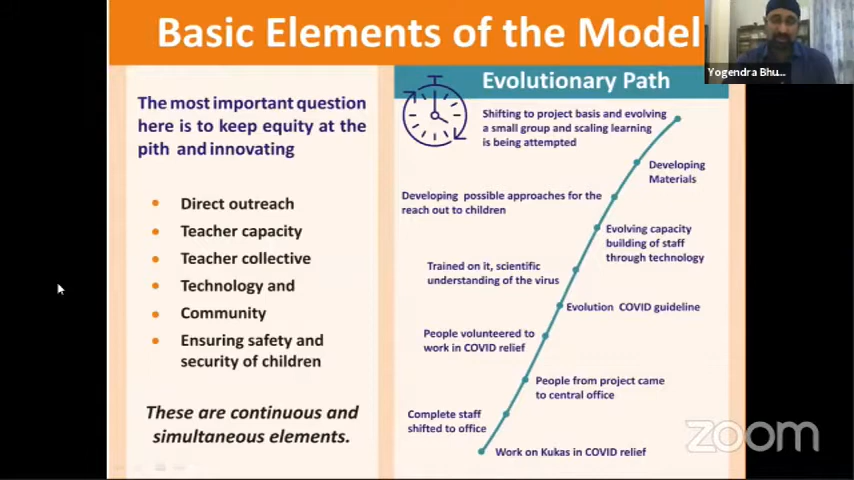 Basic Elements of the Model
Yogendra Bhu...
The most important question
here is to keep equity at the
pith and innovating
Direct outreach
Teacher capacity
Teacher collective
Technology and
Community
Ensuring safety and
security of children
These are continuous and
simultaneous elements.
Evolutionary Path
Shifting to project basis and evolving
a small group and scaling learning
is being attempted
Developing
Materials
Developing possible approaches for the
reach out to children
Evolving capacity
building of staff
through technology
Trained on it, scientific
understanding of the virus
Evolution COVID guideline
People volunteered to
work in COVID relief
People from project came
to central office
Complete staff
shifted to office
Work on Kukas in COVID relief
zoom